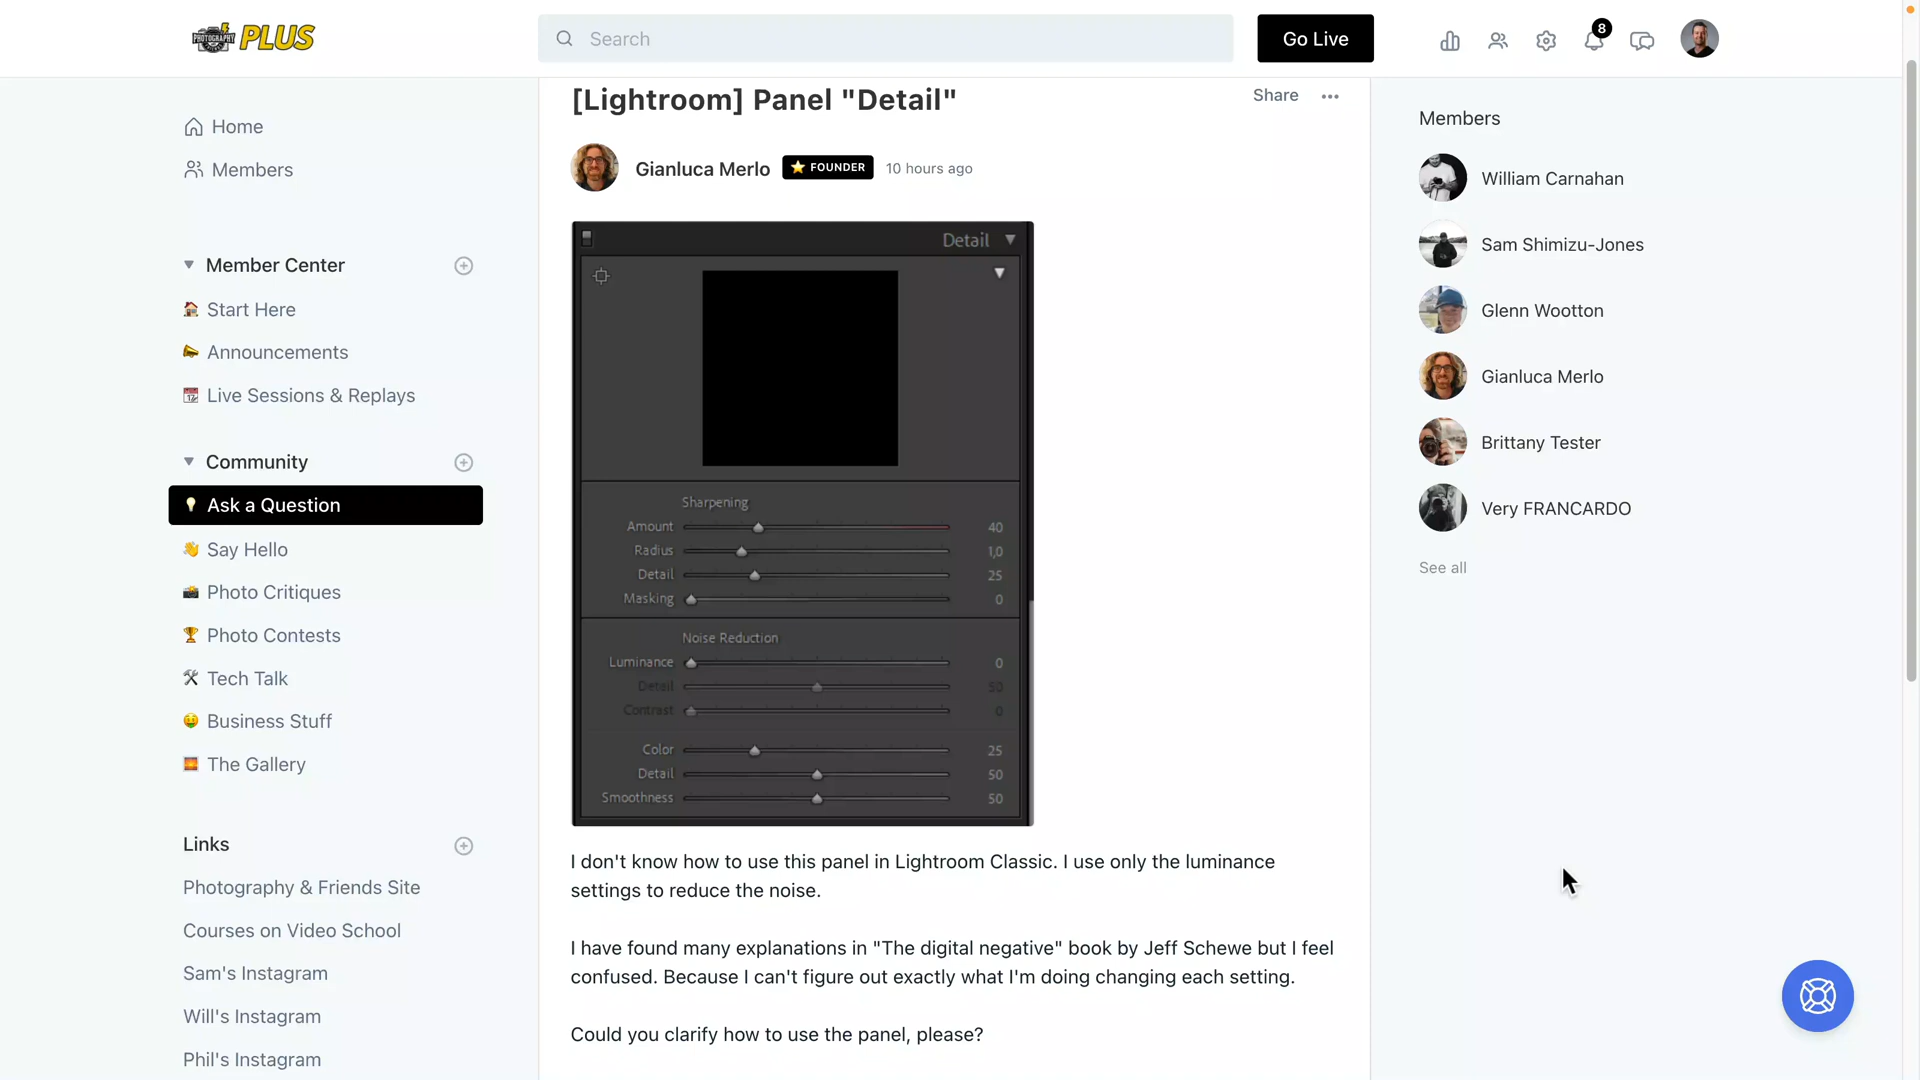 PHOTOGRAPHY PLUS
Search
Go Live
8
Home
Members
Member Center
Start Here
Announcements
Live Sessions & Replays
Community
Ask a Question
Say Hello
Photo Critiques
Photo Contests
Tech Talk
Business Stuff
The Gallery
Links
Photography & Friends Site
Courses on Video School
Sam's Instagram
Will's Instagram
Phil's Instagram
[Lightroom] Panel "Detail"
Share
Gianluca Merlo FOUNDER 10 hours ago
Detail
Sharpening
Amount 40
Radius 1,0
Detail 25
Masking 0
Noise Reduction
Luminance 0
Detail 50
Contrast 0
Color 25
Detail 50
Smoothness 50
I don't know how to use this panel in Lightroom Classic. I use only the luminance
settings to reduce the noise.
I have found many explanations in "The digital negative" book by Jeff Schewe but I feel
confused. Because I can't figure out exactly what I'm doing changing each setting.
Could you clarify how to use the panel, please?
Members
William Carnahan
Sam Shimizu-Jones
Glenn Wootton
Gianluca Merlo
Brittany Tester
Very FRANCARDO
See all